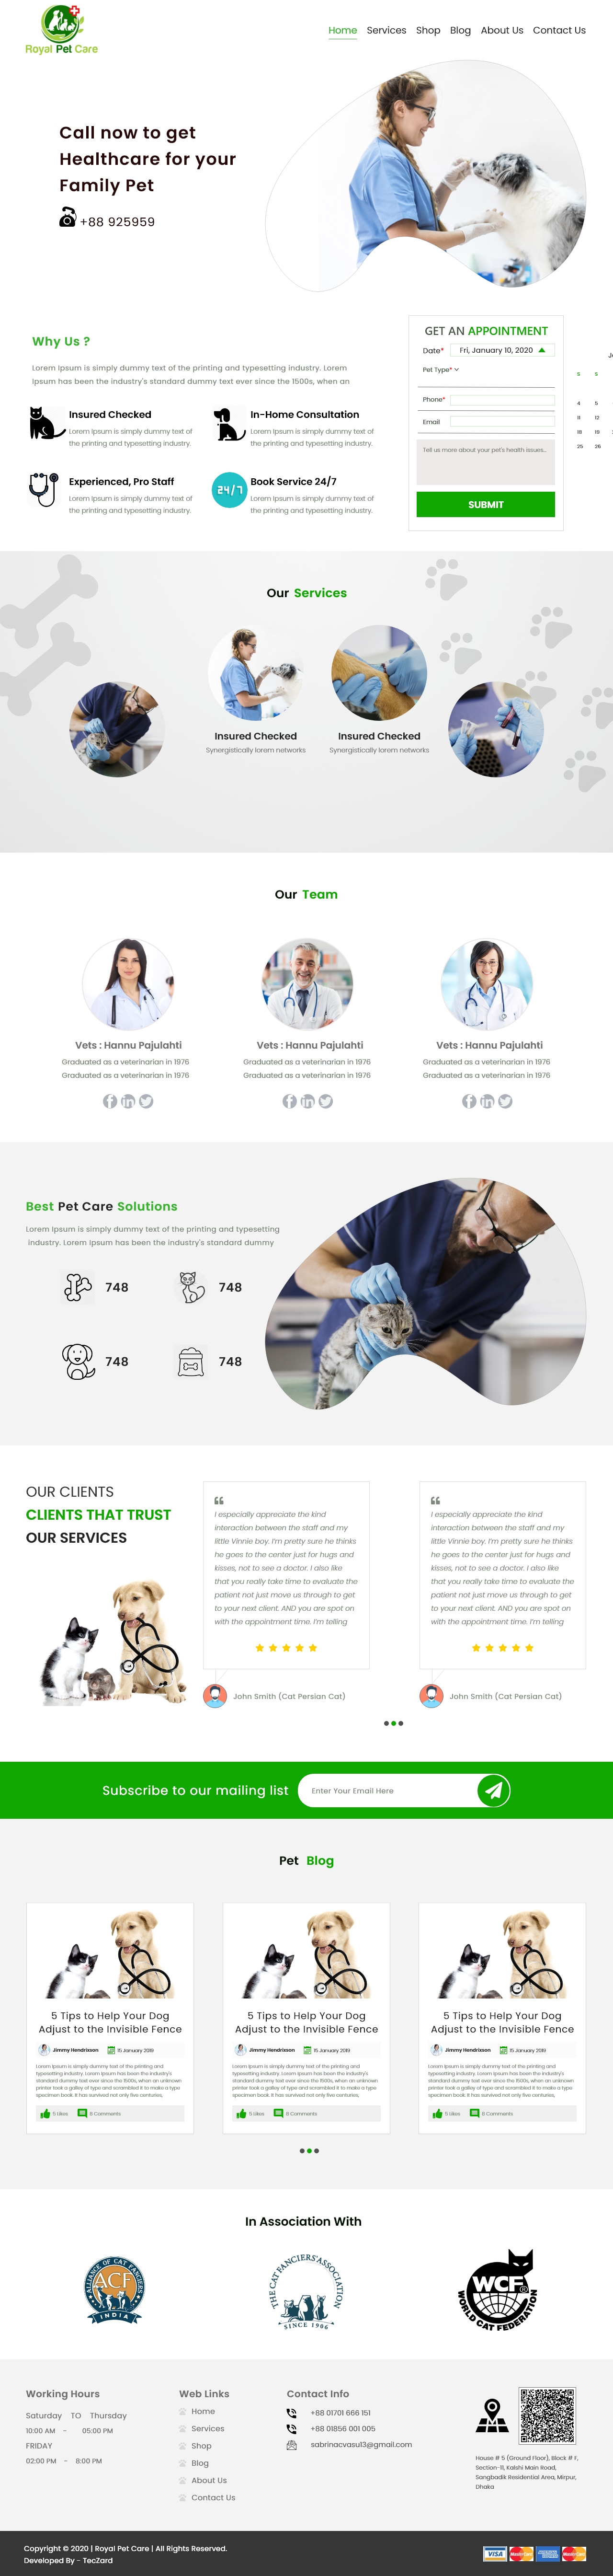 Royal Pet Care
Home Services Shop Blog About Us Contact Us
Call now to get
Healthcare for your
Family Pet
+88 925959
Why Us ?
Lorem Ipsum is simply dummy text of the printing and typesetting industry. Lorem
Ipsum has been the industry's standard dummy text ever since the 1500s, when an
Insured Checked
Lorem Ipsum is simply dummy text of
the printing and typesetting industry.
In-Home Consultation
Lorem Ipsum is simply dummy text of
the printing and typesetting industry.
Experienced, Pro Staff
Lorem Ipsum is simply dummy text of
the printing and typesetting industry.
24/7
Book Service 24/7
Lorem Ipsum is simply dummy text of
the printing and typesetting industry.
GET AN APPOINTMENT
Date* Fri, January 10, 2020
Pet Type*
Phone*
Email
Tell us more about your pet's health issues...
SUBMIT
S S
4 5
11 12
18 19
25 26
Our Services
Insured Checked
Synergistically lorem networks
Insured Checked
Synergistically lorem networks
Our Team
Vets : Hannu Pajulahti
Graduated as a veterinarian in 1976
Graduated as a veterinarian in 1976
Vets : Hannu Pajulahti
Graduated as a veterinarian in 1976
Graduated as a veterinarian in 1976
Vets : Hannu Pajulahti
Graduated as a veterinarian in 1976
Graduated as a veterinarian in 1976
Best Pet Care Solutions
Lorem Ipsum is simply dummy text of the printing and typesetting
industry. Lorem Ipsum has been the industry's standard dummy
748
748
748
748
OUR CLIENTS
CLIENTS THAT TRUST
OUR SERVICES
I especially appreciate the kind
interaction between the staff and my
little Vinnie boy. I'm pretty sure he thinks
he goes to the center just for hugs and
kisses, not to see a doctor. I also like
that you really take time to evaluate the
patient not just move us through to get
to your next client. AND you are spot on
with the appointment time. I'm telling
John Smith (Cat Persian Cat)
I especially appreciate the kind
interaction between the staff and my
little Vinnie boy. I'm pretty sure he thinks
he goes to the center just for hugs and
kisses, not to see a doctor. I also like
that you really take time to evaluate the
patient not just move us through to get
to your next client. AND you are spot on
with the appointment time. I'm telling
John Smith (Cat Persian Cat)
Subscribe to our mailing list
Enter Your Email Here
Pet Blog
5 Tips to Help Your Dog
Adjust to the Invisible Fence
Jimmy Hendrixson 15 January 2019
Lorem Ipsum is simply dummy text of the printing and
typesetting industry. Lorem Ipsum has been the industry's
standard dummy text ever since the 1500s, when an unknown
printer took a galley of type and scrambled it to make a type
specimen book. It has survived not only five centuries,
5 Likes 8 Comments
5 Tips to Help Your Dog
Adjust to the Invisible Fence
Jimmy Hendrixson 15 January 2019
Lorem Ipsum is simply dummy text of the printing and
typesetting industry. Lorem Ipsum has been the industry's
standard dummy text ever since the 1500s, when an unknown
printer took a galley of type and scrambled it to make a type
specimen book. It has survived not only five centuries,
5 Likes 8 Comments
5 Tips to Help Your Dog
Adjust to the Invisible Fence
Jimmy Hendrixson 15 January 2019
Lorem Ipsum is simply dummy text of the printing and
typesetting industry. Lorem Ipsum has been the industry's
standard dummy text ever since the 1500s, when an unknown
printer took a galley of type and scrambled it to make a type
specimen book. It has survived not only five centuries,
5 Likes 8 Comments
In Association With
ALLIANCE OF CAT FANCIERS
ACF
INDIA
THE CAT FANCIERS' ASSOCIATION
SINCE 1906
WCF
WORLD CAT FEDERATION
Working Hours
Saturday TO Thursday
10:00 AM - 05:00 PM
FRIDAY
02:00 PM - 8:00 PM
Web Links
Home
Services
Shop
Blog
About Us
Contact Us
Contact Info
+88 01701 666 151
+88 01856 001 005
sabrinacvasu13@gmail.com
House # 5 (Ground Floor), Block # F,
Section-11, Kalshi Main Road,
Sangbadik Residential Area, Mirpur,
Dhaka
Copyright © 2020 | Royal Pet Care | All Rights Reserved.
Developed By - TecZard
VISA MasterCard MasterCard